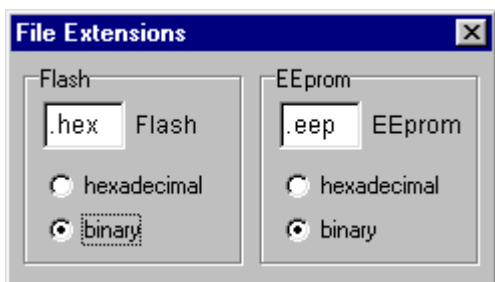 File Extensions
Flash
.hex Flash
hexadecimal
binary
EEprom
.eep EEprom
hexadecimal
binary